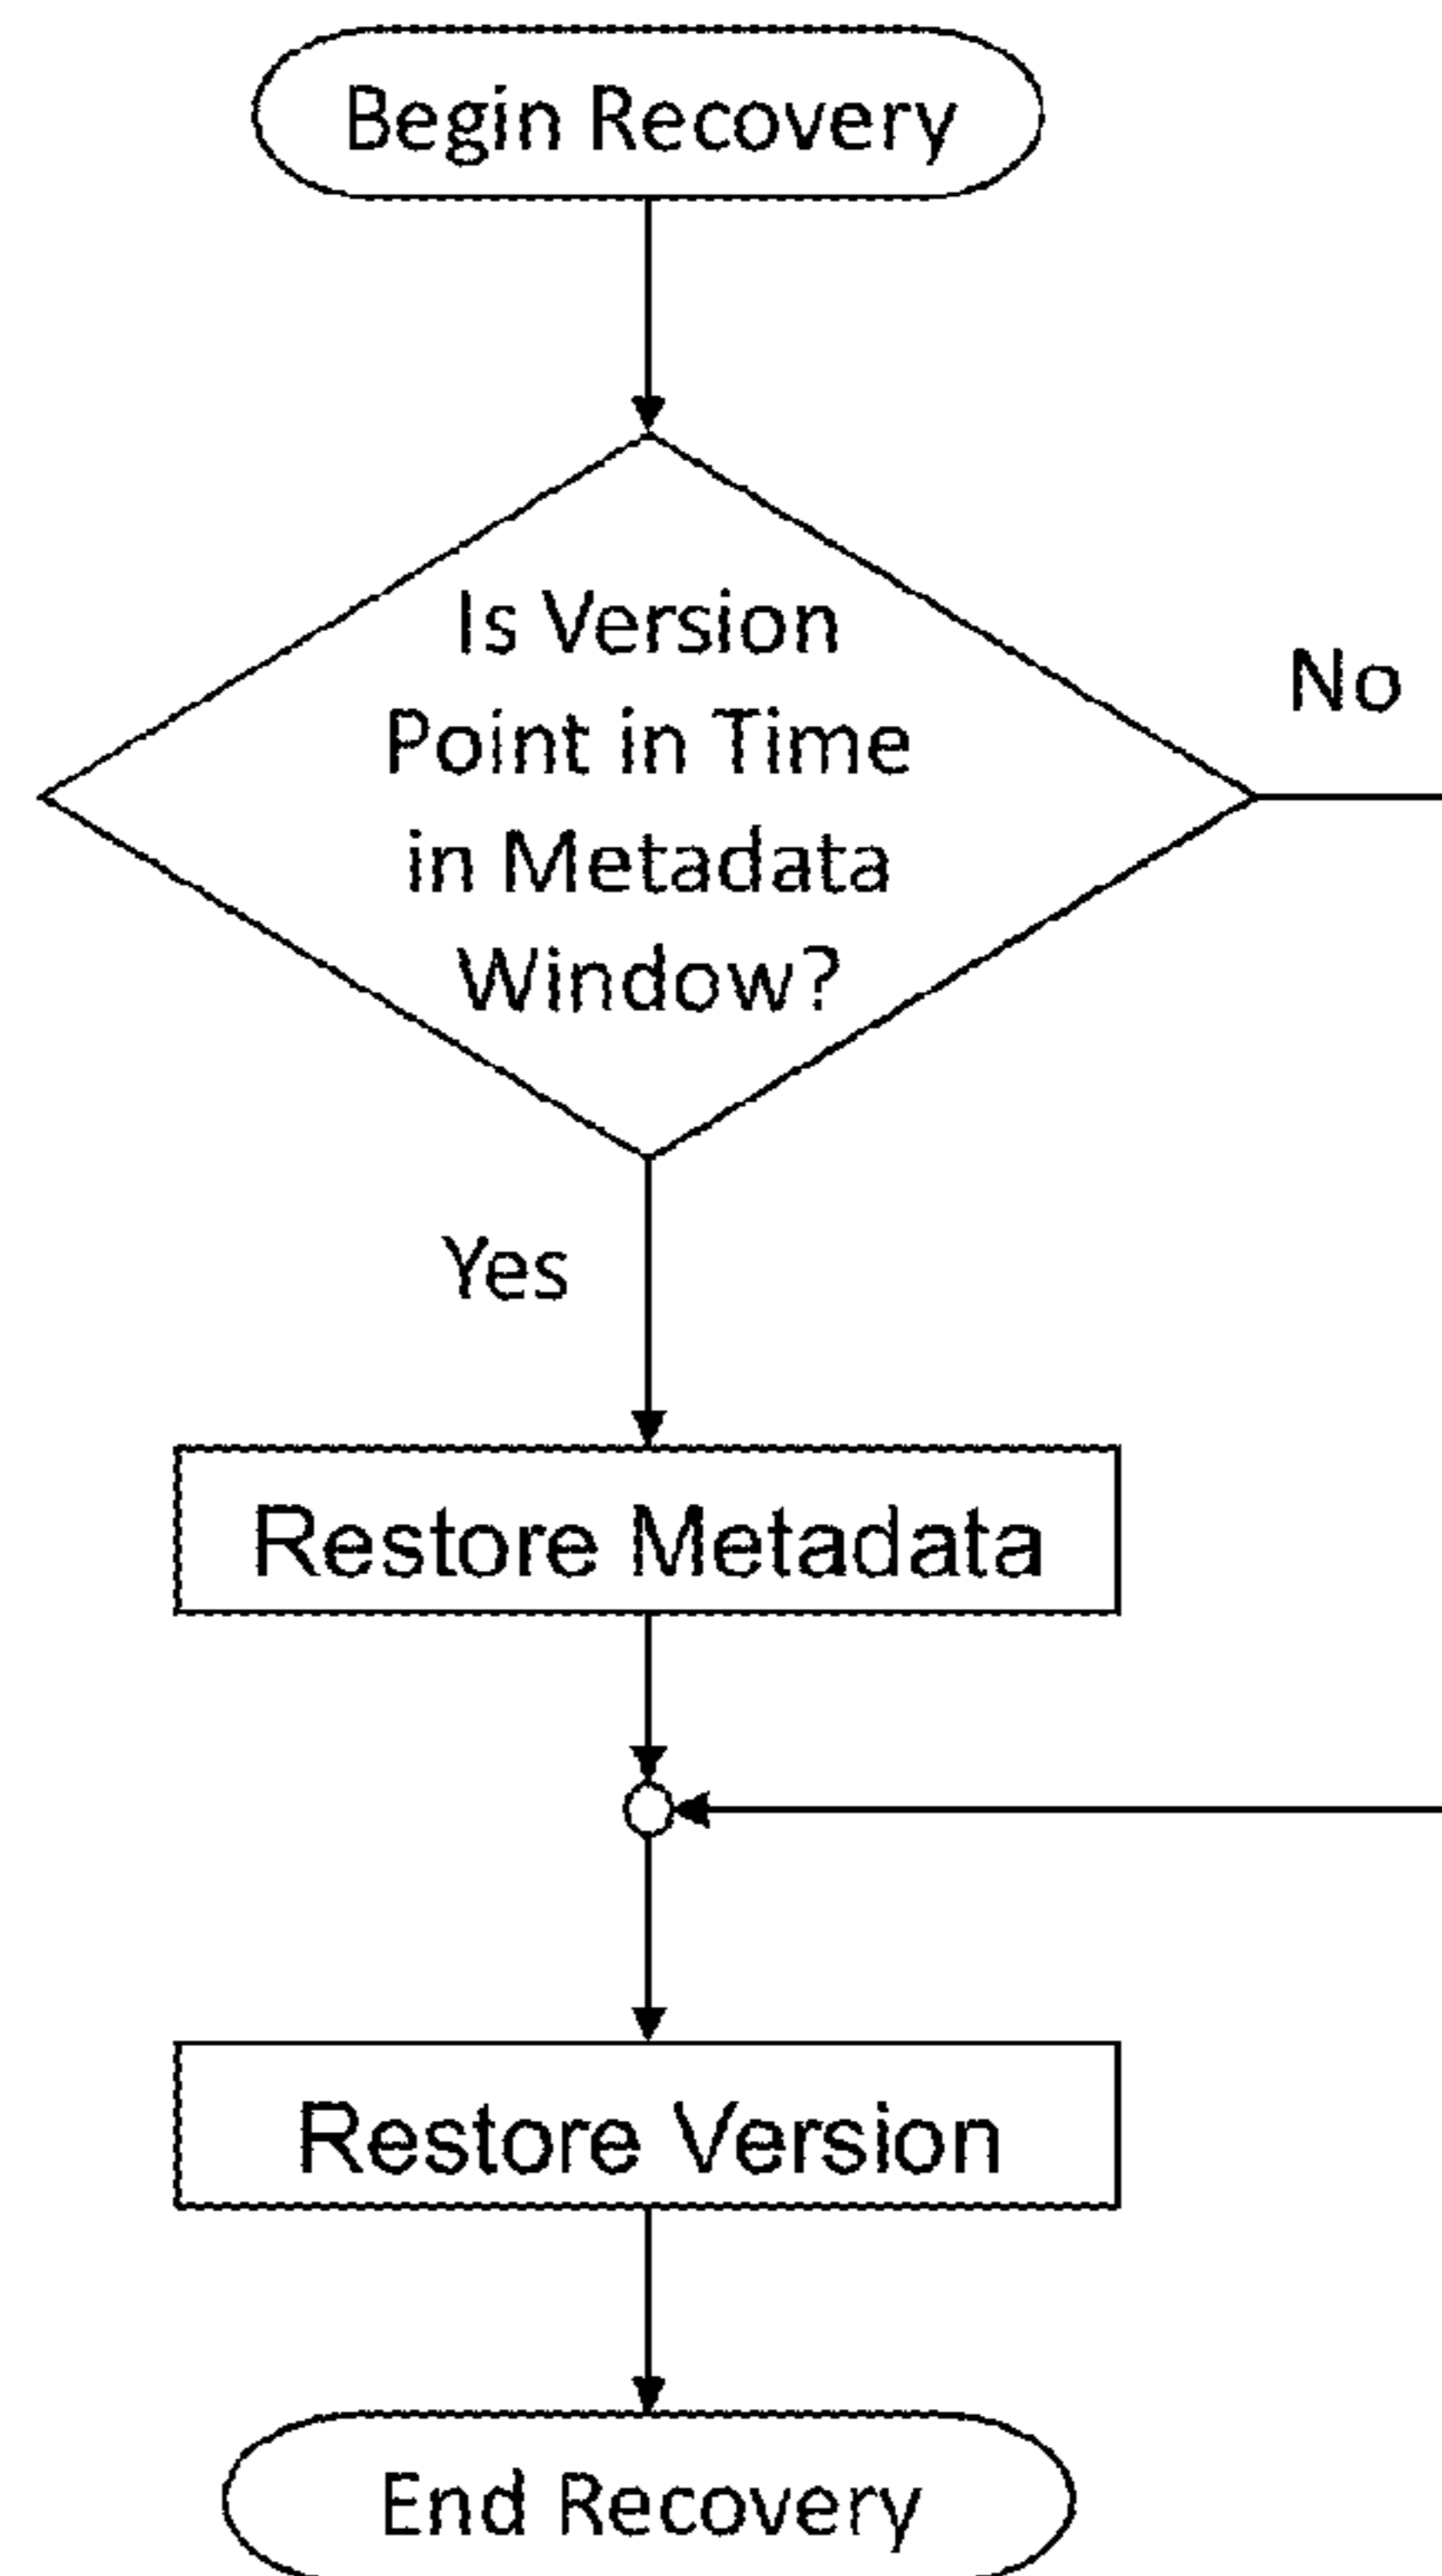 Begin Recovery
Is Version
Point in Time
in Metadata
Window?
No
Yes
Restore Metadata
Restore Version
End Recovery